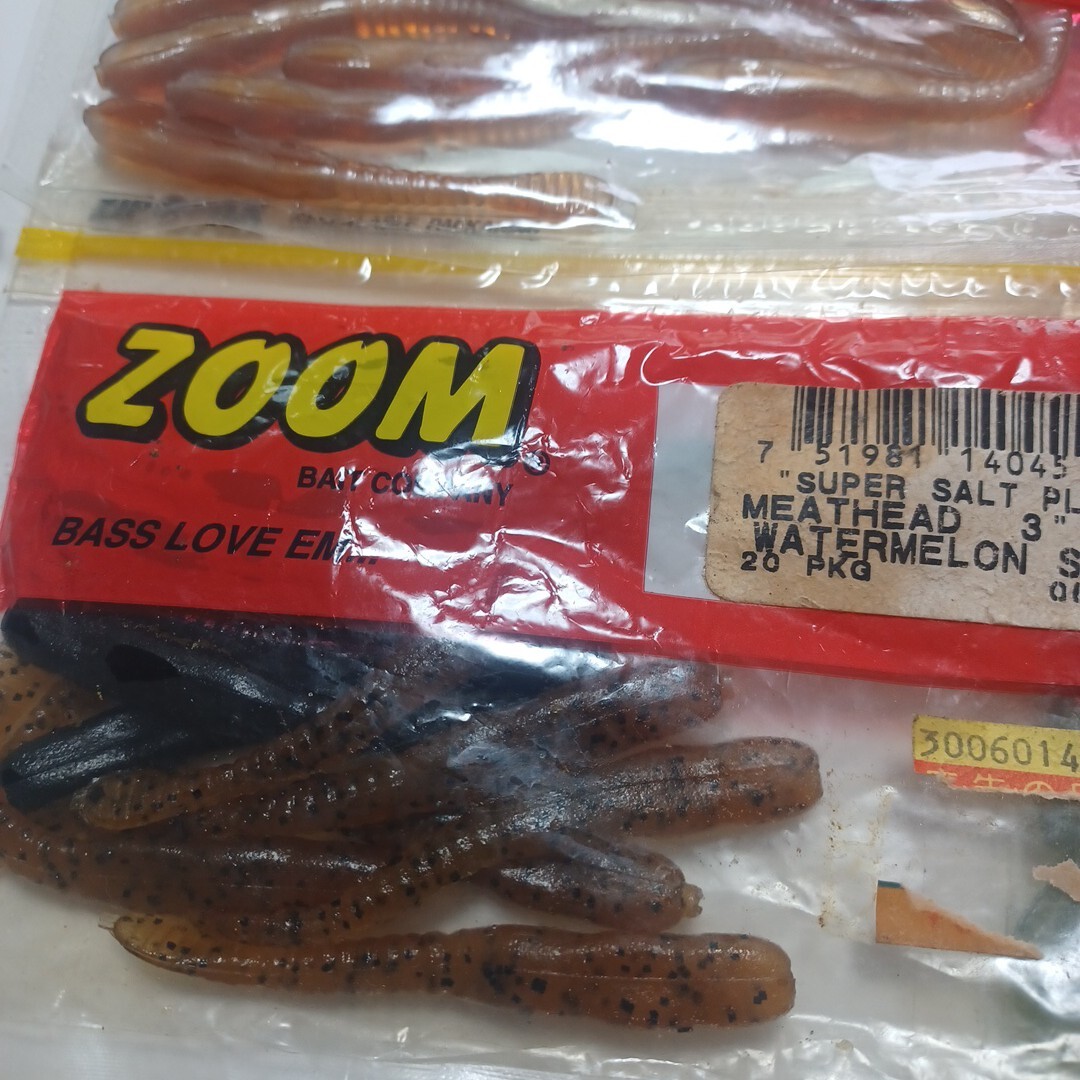 ZOOM
BAIT COMPANY
BASS LOVE EM...
7 51981 14045
"SUPER SALT PL
MEATHEAD 3"
WATERMELON S
20 PKG
3006014